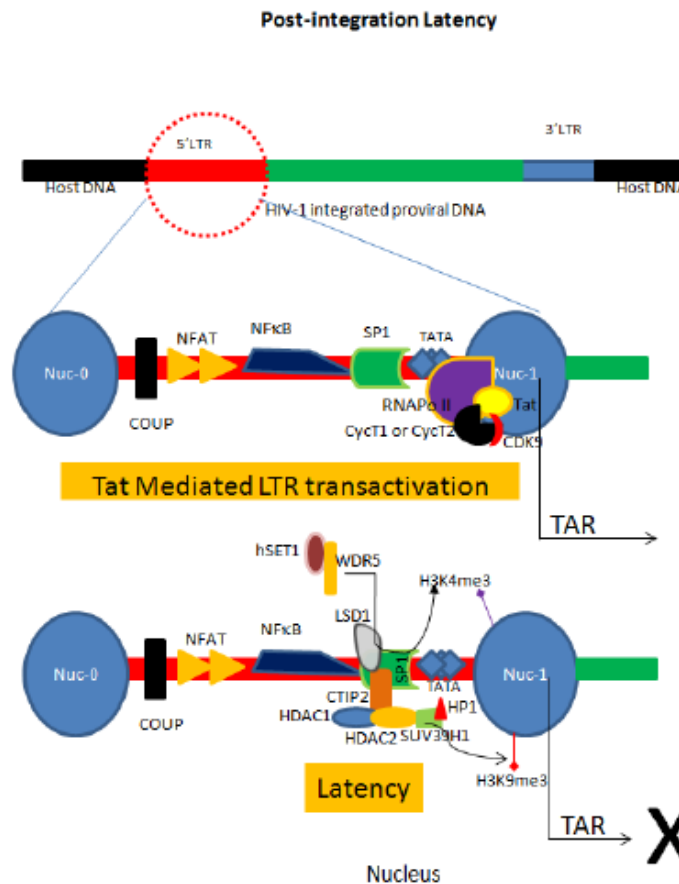 Post-integration Latency
5'LTR
3'LTR
Host DNA
HIV-1 integrated proviral DNA
Host DNA
NFAT
NFκB
SP1
TATA
Nuc-0
Nuc-1
COUP
RNAPo II
Tat
CycT1 or CycT2
CDK9
Tat Mediated LTR transactivation
TAR
hSET1
WDR5
H3K4me3
LSD1
NFAT
NFκB
SP1
Nuc-0
Nuc-1
TATA
CTIP2
HP1
COUP
HDAC1
HDAC2
SUV39H1
H3K9me3
Latency
TAR
X
Nucleus